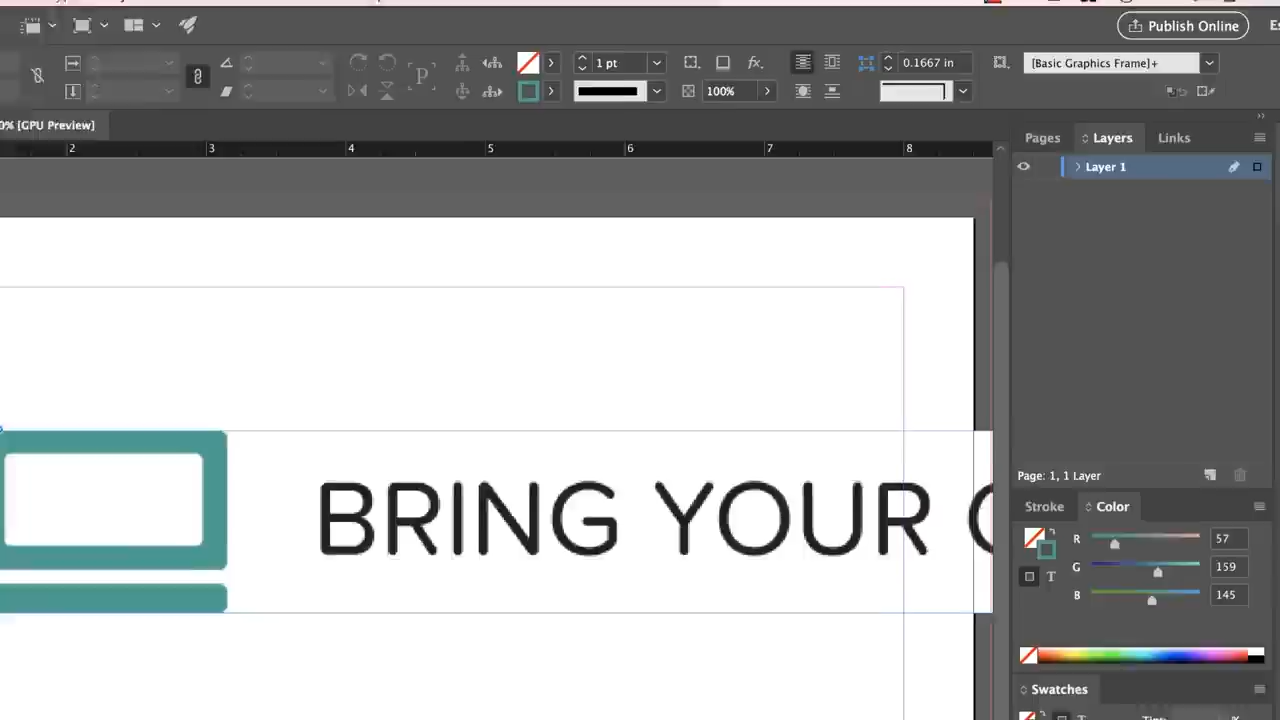 Publish Online
1 pt
fx.
0.1667 in
[Basic Graphics Frame]+
P
100%
0% [GPU Preview]
2 3 4 5 6 7 8
Pages Layers Links
Layer 1
BRING YOUR
Page: 1, 1 Layer
Stroke Color
R 57
G 159
T
B 145
Swatches